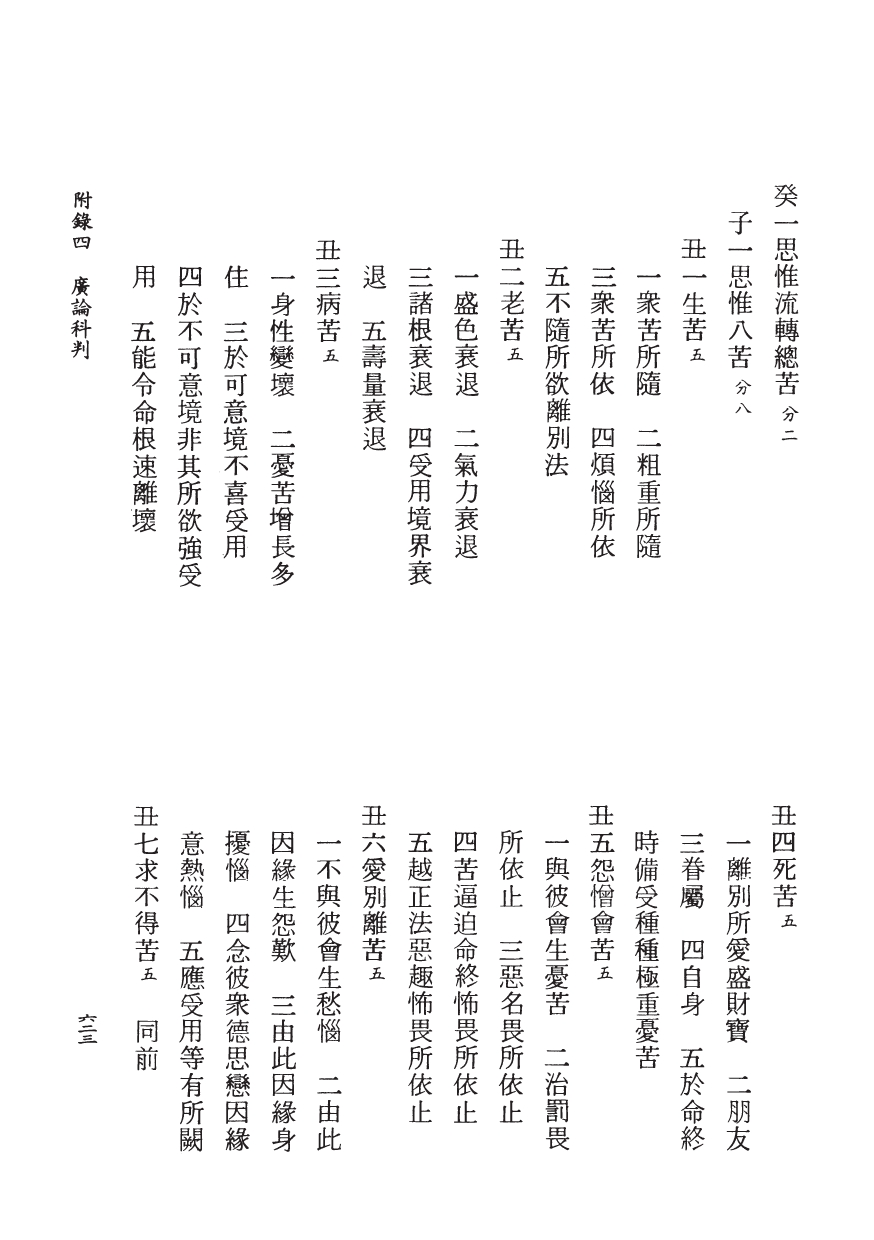 癸一思惟流轉總苦 分二
子一思惟八苦 分八
丑一生苦 五
一衆苦所隨　二粗重所隨
三衆苦所依　四煩惱所依
五不隨所欲離別法
丑二老苦 五
一盛色衰退　二氣力衰退
三諸根衰退　四受用境界衰
退　五壽量衰退
丑三病苦 五
一身性變壞　二憂苦增長多
住　三於可意境不喜受用
四於不可意境非其所欲強受
用　五能令命根速離壞
丑四死苦 五
一離別所愛盛財寶　二朋友
三眷屬　四自身　五於命終
時備受種種極重憂苦
丑五怨憎會苦 五
一與彼會生憂苦　二治罰畏
所依止　三惡名畏所依止
四苦逼迫命終怖畏所依止
五越正法惡趣怖畏所依止
丑六愛別離苦 五
一不與彼會生愁惱　二由此
因緣生怨歎　三由此因緣身
擾惱　四念彼衆德思戀因緣
意熱惱　五應受用等有所闕
丑七求不得苦 五　同前
附錄四　廣論科判
六二三